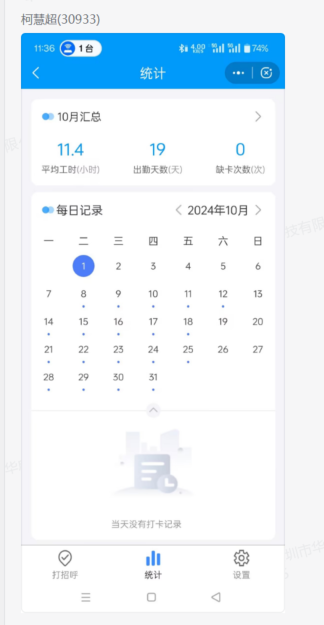 柯慧超(30933)
11:36 1 台 4.00 KB/s 5G 5G 74%
统计
10月汇总
11.4 19 0
平均工时(小时) 出勤天数(天) 缺卡次数(次)
每日记录 2024年10月
一 二 三 四 五 六 日
1 2 3 4 5 6
7 8 9 10 11 12 13
14 15 16 17 18 19 20
21 22 23 24 25 26 27
28 29 30 31
当天没有打卡记录
打招呼 统计 设置